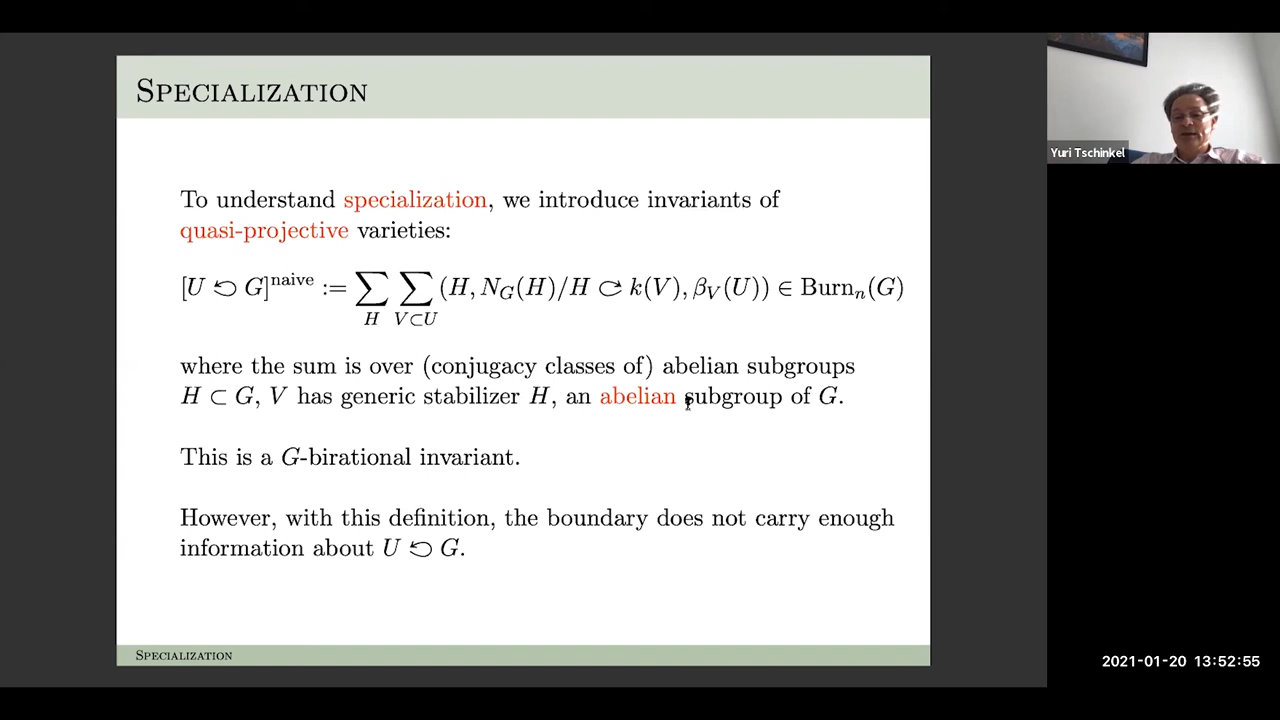 SPECIALIZATION
To understand specialization, we introduce invariants of
quasi-projective varieties:
[U ↺ G]^naive := ∑_H ∑_{V⊂U} (H, N_G(H)/H ↻ k(V), β_V(U)) ∈ Burn_n(G)
where the sum is over (conjugacy classes of) abelian subgroups
H ⊂ G, V has generic stabilizer H, an abelian subgroup of G.
This is a G-birational invariant.
However, with this definition, the boundary does not carry enough
information about U ↺ G.
SPECIALIZATION
Yuri Tschinkel
2021-01-20 13:52:55